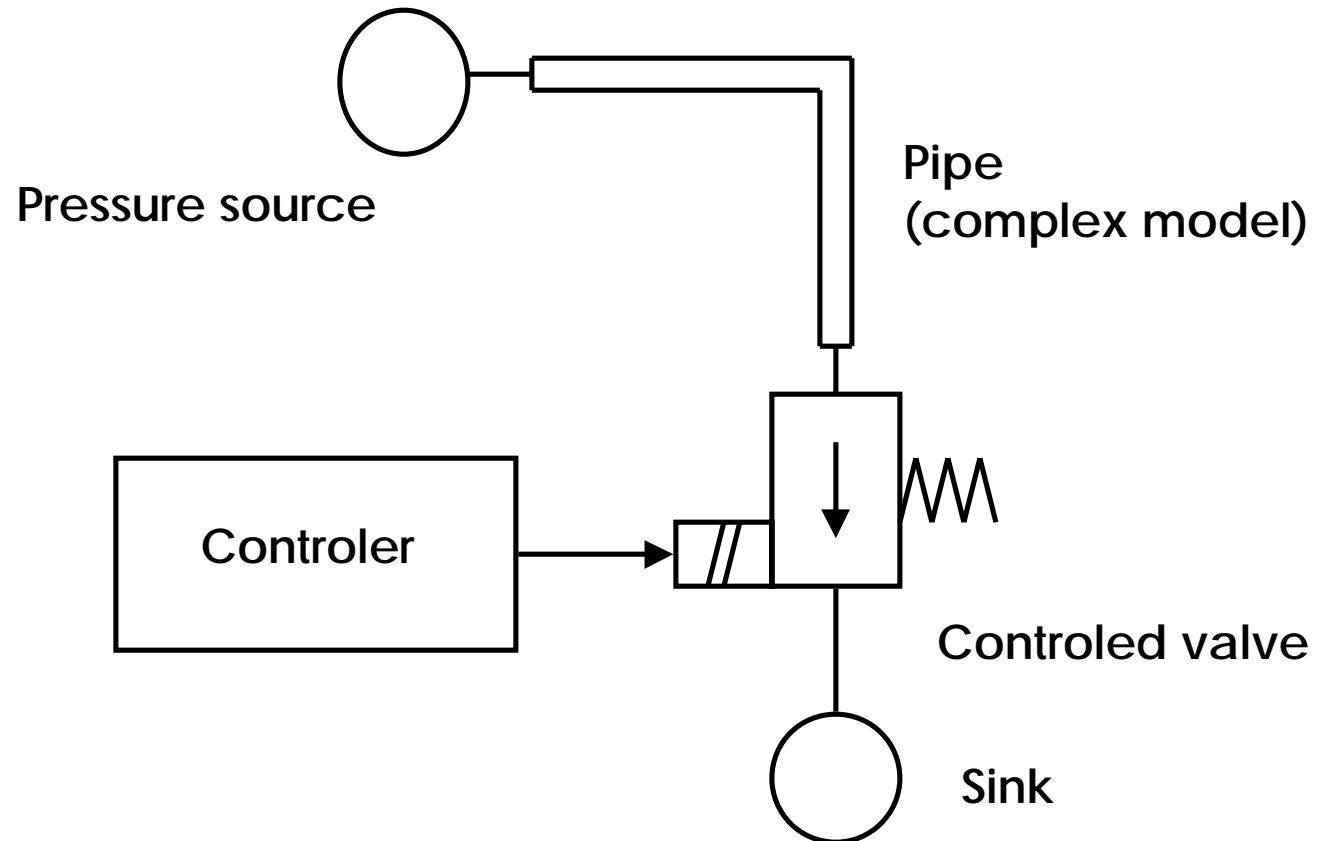 Pressure source
Pipe
(complex model)
Controler
Controled valve
Sink